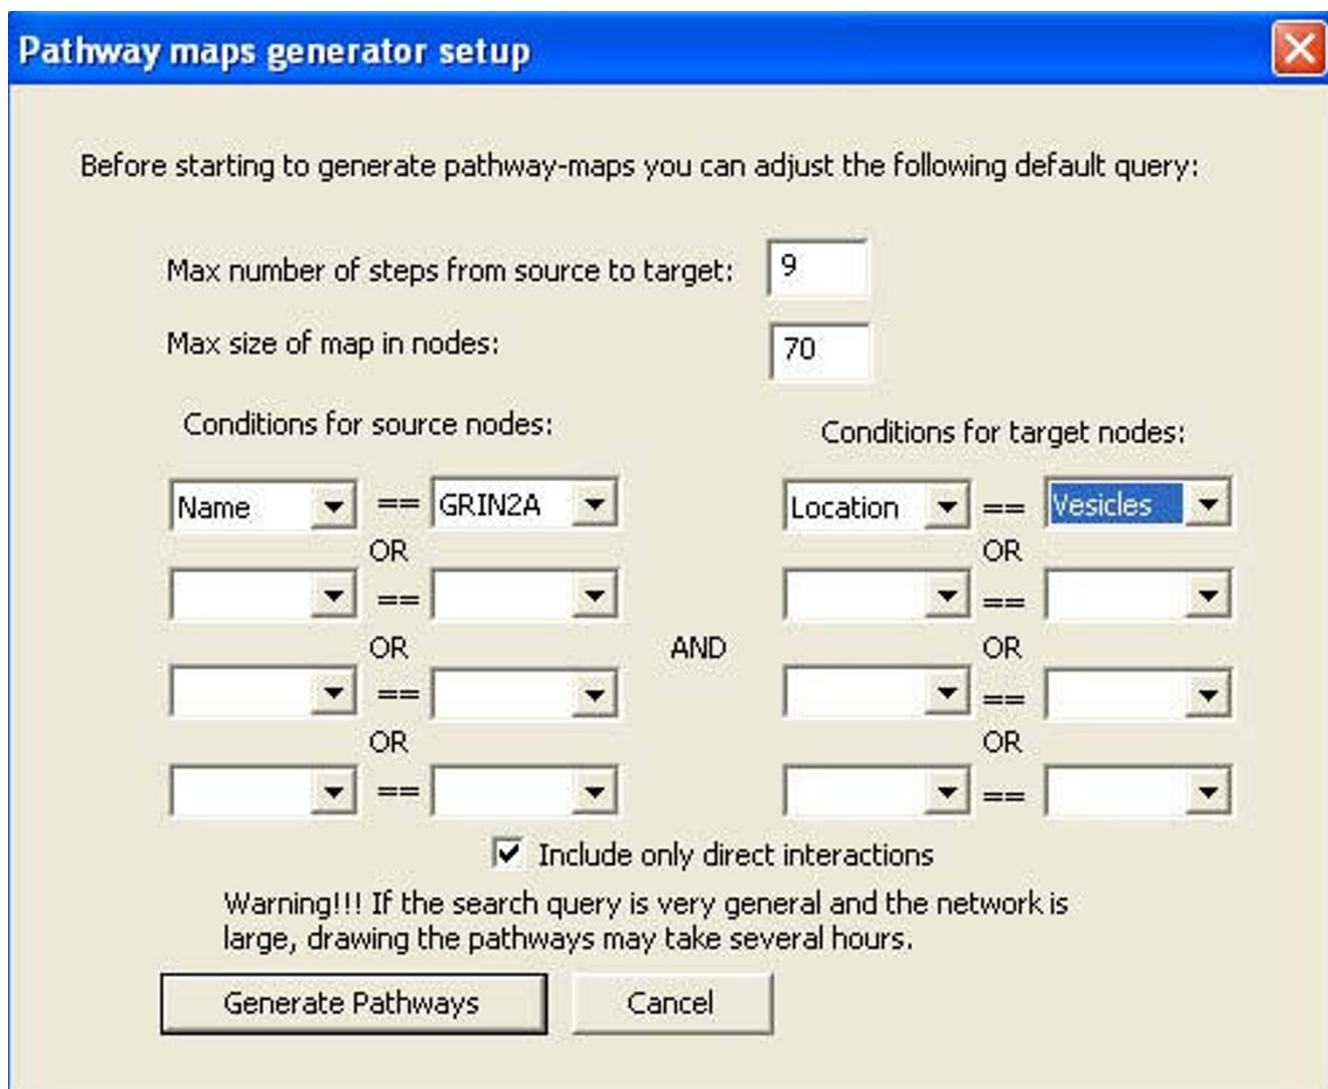 Pathway maps generator setup
Before starting to generate pathway-maps you can adjust the following default query:
Max number of steps from source to target: 9
Max size of map in nodes: 70
Conditions for source nodes: Conditions for target nodes:
Name == GRIN2A Location == Vesicles
OR OR
== ==
OR AND OR
== ==
OR OR
== ==
Include only direct interactions
Warning!!! If the search query is very general and the network is
large, drawing the pathways may take several hours.
Generate Pathways Cancel